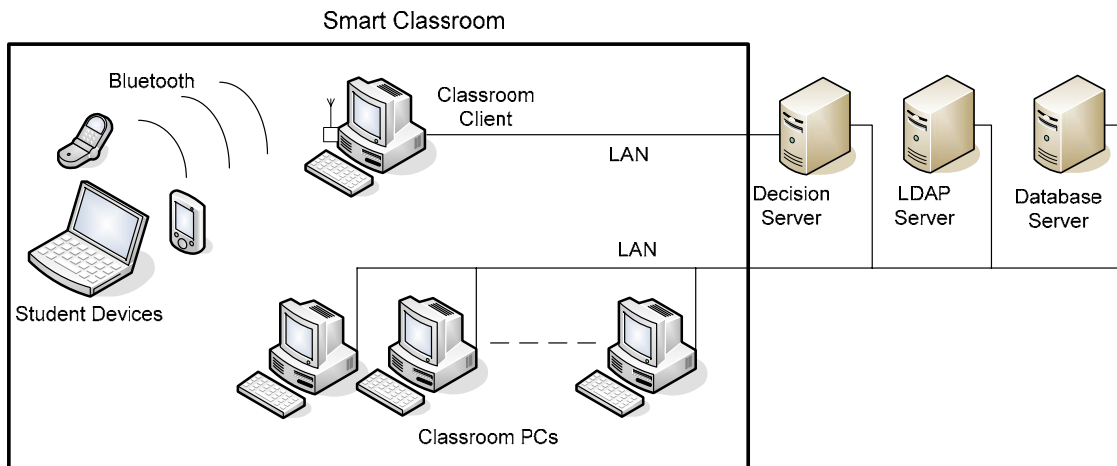 Smart Classroom
Bluetooth
Classroom
Client
LAN
Decision
Server
LDAP
Server
Database
Server
LAN
Student Devices
Classroom PCs